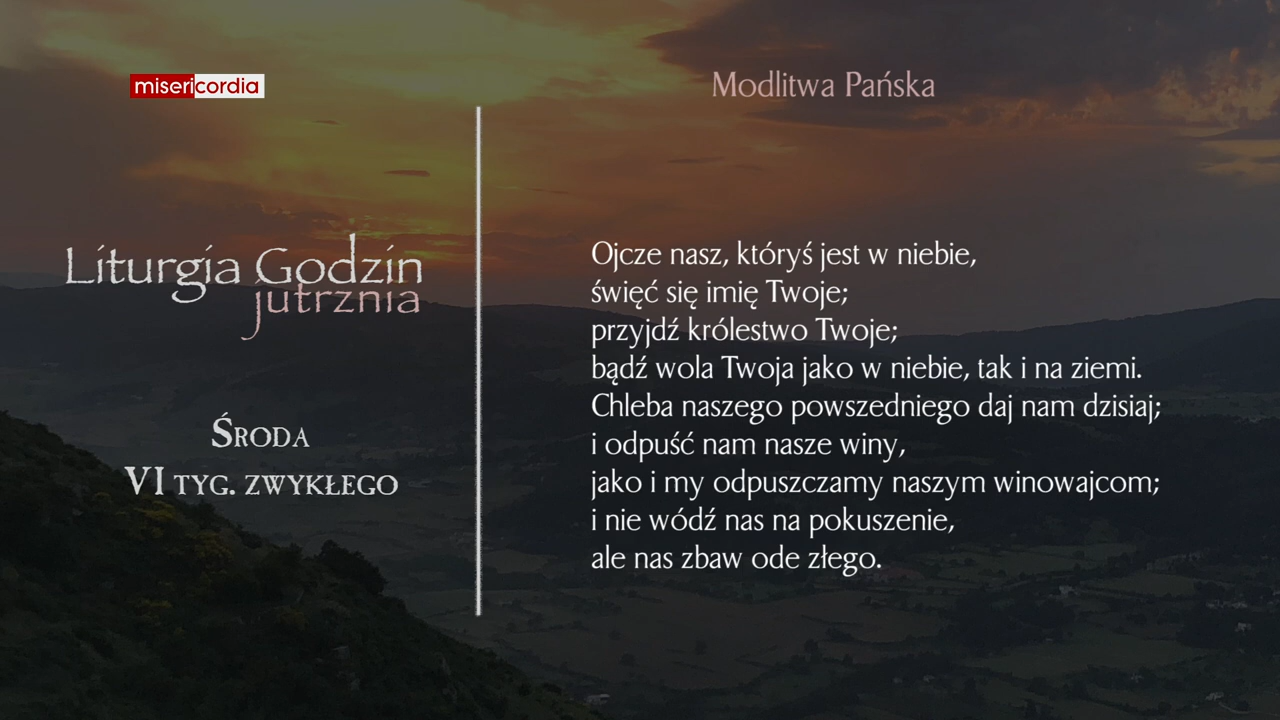 misericordia
Liturgia Godzin
jutrznia
Środa
VI tyg. zwykłego
Modlitwa Pańska
Ojcze nasz, któryś jest w niebie,
święć się imię Twoje;
przyjdź królestwo Twoje;
bądź wola Twoja jako w niebie, tak i na ziemi.
Chleba naszego powszedniego daj nam dzisiaj;
i odpuść nam nasze winy,
jako i my odpuszczamy naszym winowajcom;
i nie wódź nas na pokuszenie,
ale nas zbaw ode złego.